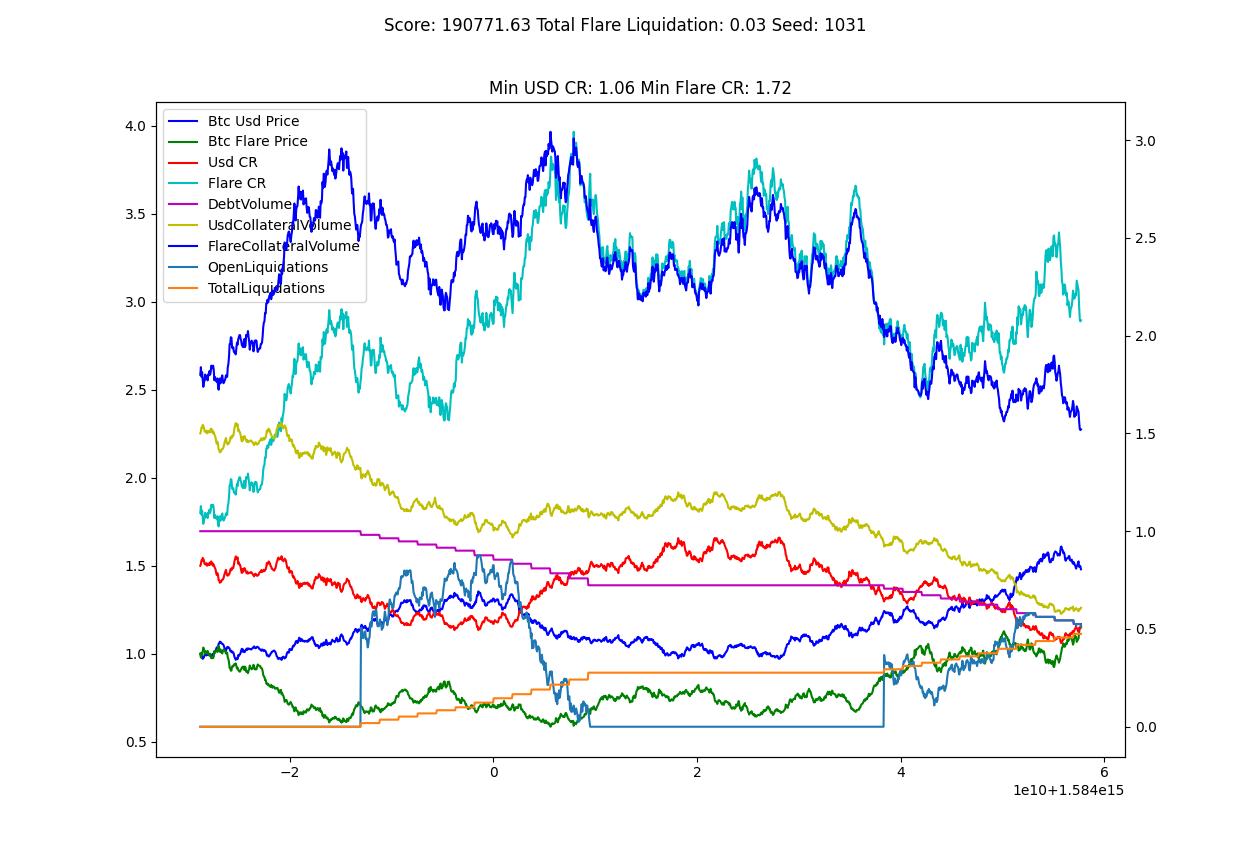 Score: 190771.63 Total Flare Liquidation: 0.03 Seed: 1031
Min USD CR: 1.06 Min Flare CR: 1.72
Btc Usd Price
Btc Flare Price
Usd CR
Flare CR
DebtVolume
UsdCollateralVolume
FlareCollateralVolume
OpenLiquidations
TotalLiquidations
4.0
3.5
3.0
2.5
2.0
1.5
1.0
0.5
3.0
2.5
2.0
1.5
1.0
0.5
0.0
−2 0 2 4 6
1e10+1.584e15